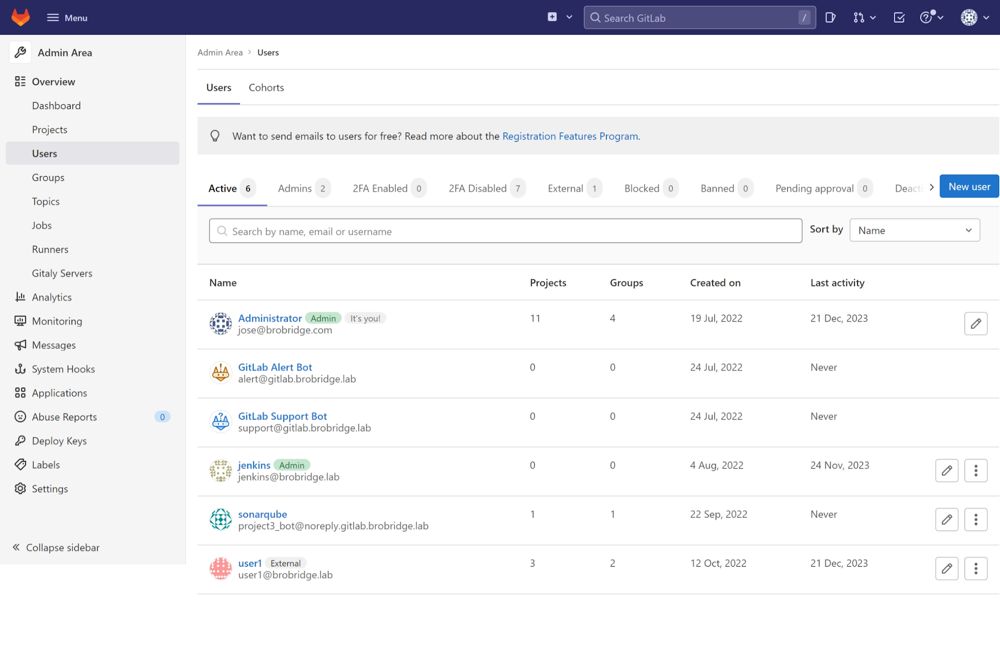 Menu
Search GitLab /
Admin Area
Overview
Dashboard
Projects
Users
Groups
Topics
Jobs
Runners
Gitaly Servers
Analytics
Monitoring
Messages
System Hooks
Applications
Abuse Reports 0
Deploy Keys
Labels
Settings
Collapse sidebar
Admin Area > Users
Users Cohorts
Want to send emails to users for free? Read more about the Registration Features Program.
Active 6 Admins 2 2FA Enabled 0 2FA Disabled 7 External 1 Blocked 0 Banned 0 Pending approval 0 New user
Search by name, email or username Sort by Name
Name Projects Groups Created on Last activity
Administrator Admin It's you! 11 4 19 Jul, 2022 21 Dec, 2023
jose@brobridge.com
GitLab Alert Bot 0 0 24 Jul, 2022 Never
alert@gitlab.brobridge.lab
GitLab Support Bot 0 0 24 Jul, 2022 Never
support@gitlab.brobridge.lab
jenkins Admin 0 0 4 Aug, 2022 24 Nov, 2023
jenkins@brobridge.lab
sonarqube 1 1 22 Sep, 2022 Never
project3_bot@noreply.gitlab.brobridge.lab
user1 External 3 2 12 Oct, 2022 21 Dec, 2023
user1@brobridge.lab